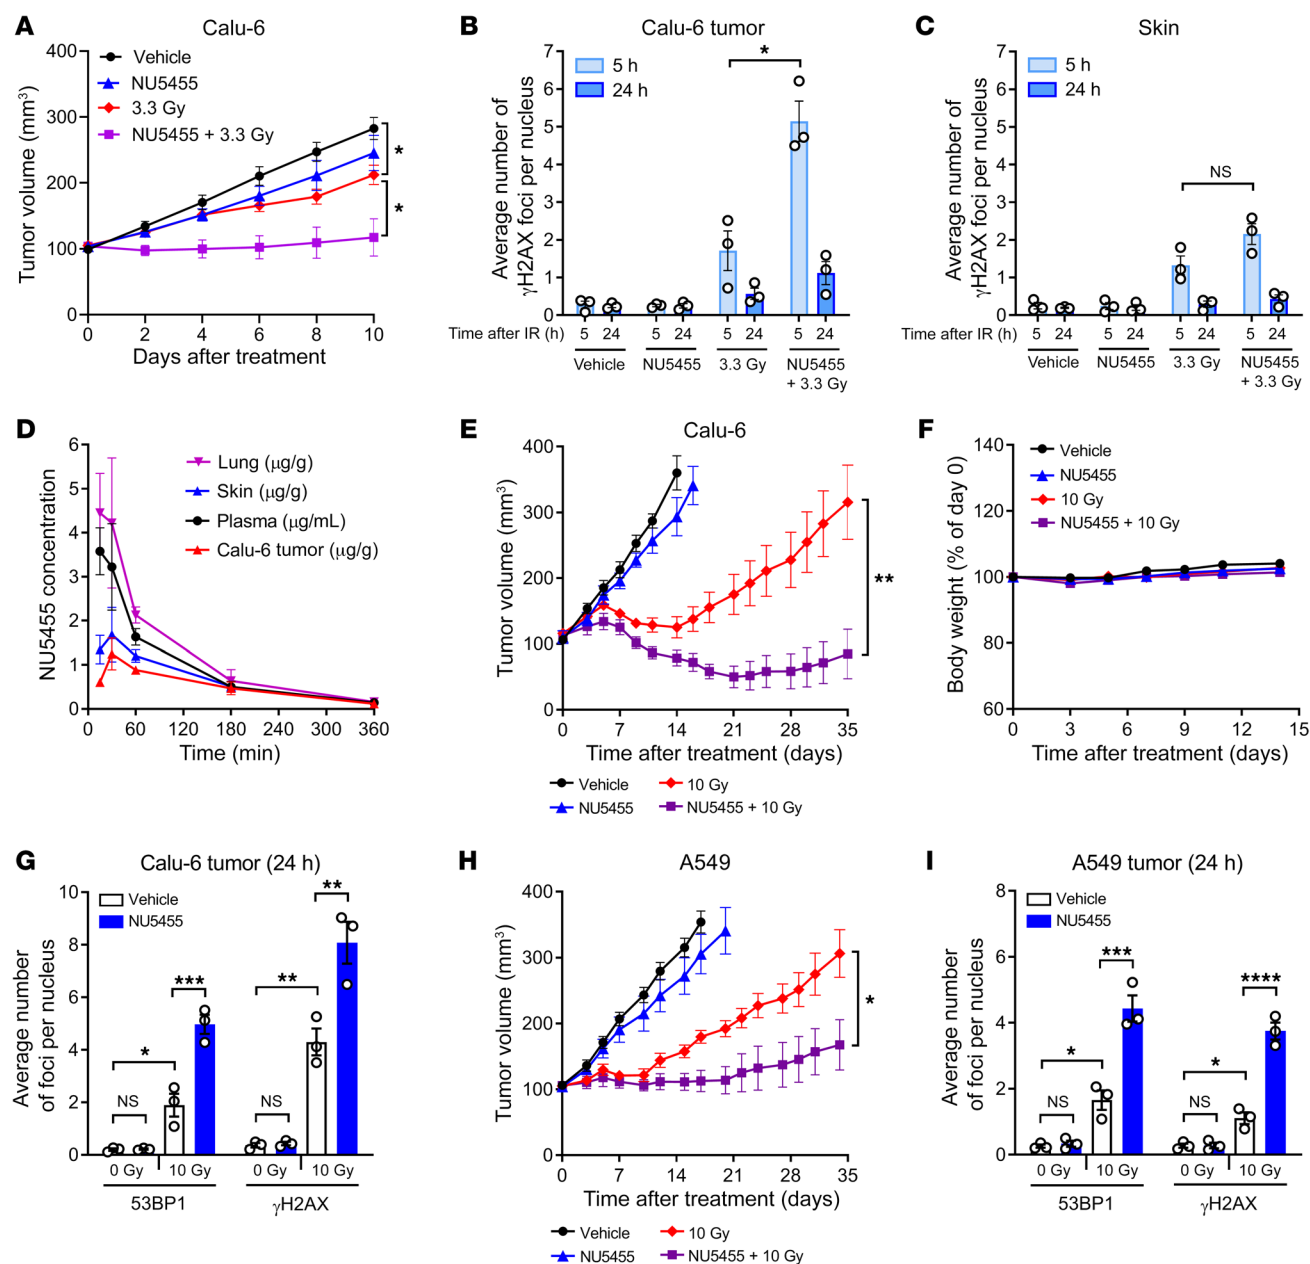 A
Calu-6
Tumor volume (mm³)
400
300
200
100
0
Vehicle
NU5455
3.3 Gy
NU5455 + 3.3 Gy
*
*
0 2 4 6 8 10
Days after treatment
B
Calu-6 tumor
Average number of
γH2AX foci per nucleus
7
6
5
4
3
2
1
0
5 h
24 h
*
Time after IR (h) 5 24 5 24 5 24 5 24
Vehicle NU5455 3.3 Gy NU5455
+ 3.3 Gy
C
Skin
Average number of
γH2AX foci per nucleus
7
6
5
4
3
2
1
0
5 h
24 h
NS
Time after IR (h) 5 24 5 24 5 24 5 24
Vehicle NU5455 3.3 Gy NU5455
+ 3.3 Gy
D
NU5455 concentration
6
5
4
3
2
1
0
Lung (μg/g)
Skin (μg/g)
Plasma (μg/mL)
Calu-6 tumor (μg/g)
0 60 120 180 240 300 360
Time (min)
E
Calu-6
Tumor volume (mm³)
400
300
200
100
0
**
0 7 14 21 28 35
Time after treatment (days)
Vehicle 10 Gy
NU5455 NU5455 + 10 Gy
F
Body weight (% of day 0)
140
120
100
80
60
Vehicle
NU5455
10 Gy
NU5455 + 10 Gy
0 3 6 9 12 15
Time after treatment (days)
G
Calu-6 tumor (24 h)
Average number
of foci per nucleus
10
8
6
4
2
0
Vehicle
NU5455
NS
*
***
NS
**
**
0 Gy 10 Gy 0 Gy 10 Gy
53BP1 γH2AX
H
A549
Tumor volume (mm³)
400
300
200
100
0
*
0 7 14 21 28 35
Time after treatment (days)
Vehicle 10 Gy
NU5455 NU5455 + 10 Gy
I
A549 tumor (24 h)
Average number
of foci per nucleus
8
6
4
2
0
Vehicle
NU5455
NS
*
***
NS
*
****
0 Gy 10 Gy 0 Gy 10 Gy
53BP1 γH2AX